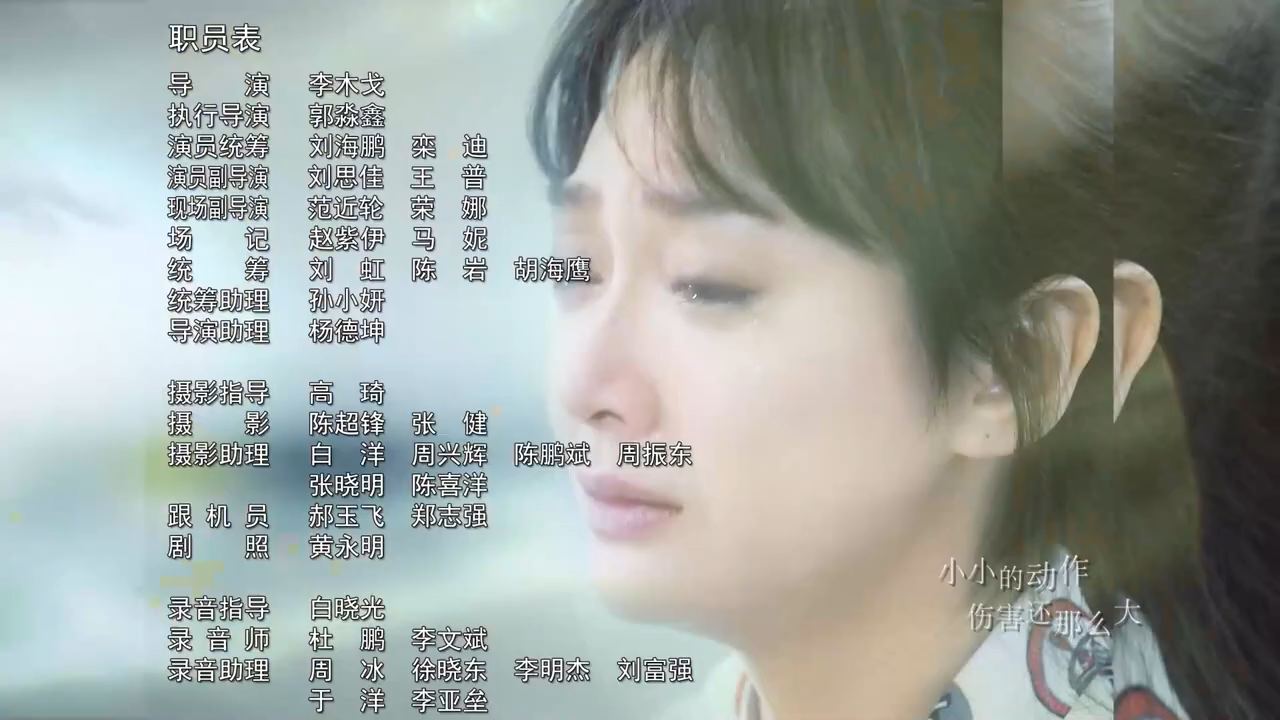 职员表
导 演 李木戈
执行导演 郭淼鑫
演员统筹 刘海鹏 栾 迪
演员副导演 刘思佳 王 普
现场副导演 范近轮 荣 娜
场 记 赵紫伊 马 妮
统 筹 刘 虹 陈 岩 胡海鹰
统筹助理 孙小妍
导演助理 杨德坤
摄影指导 高 琦
摄 影 陈超锋 张 健
摄影助理 白 洋 周兴辉 陈鹏斌 周振东
张晓明 陈喜洋
跟 机 员 郝玉飞 郑志强
剧 照 黄永明
录音指导 白晓光
录 音 师 杜 鹏 李文斌
录音助理 周 冰 徐晓东 李明杰 刘富强
于 洋 李亚垒
小小的动作
伤害还那么大